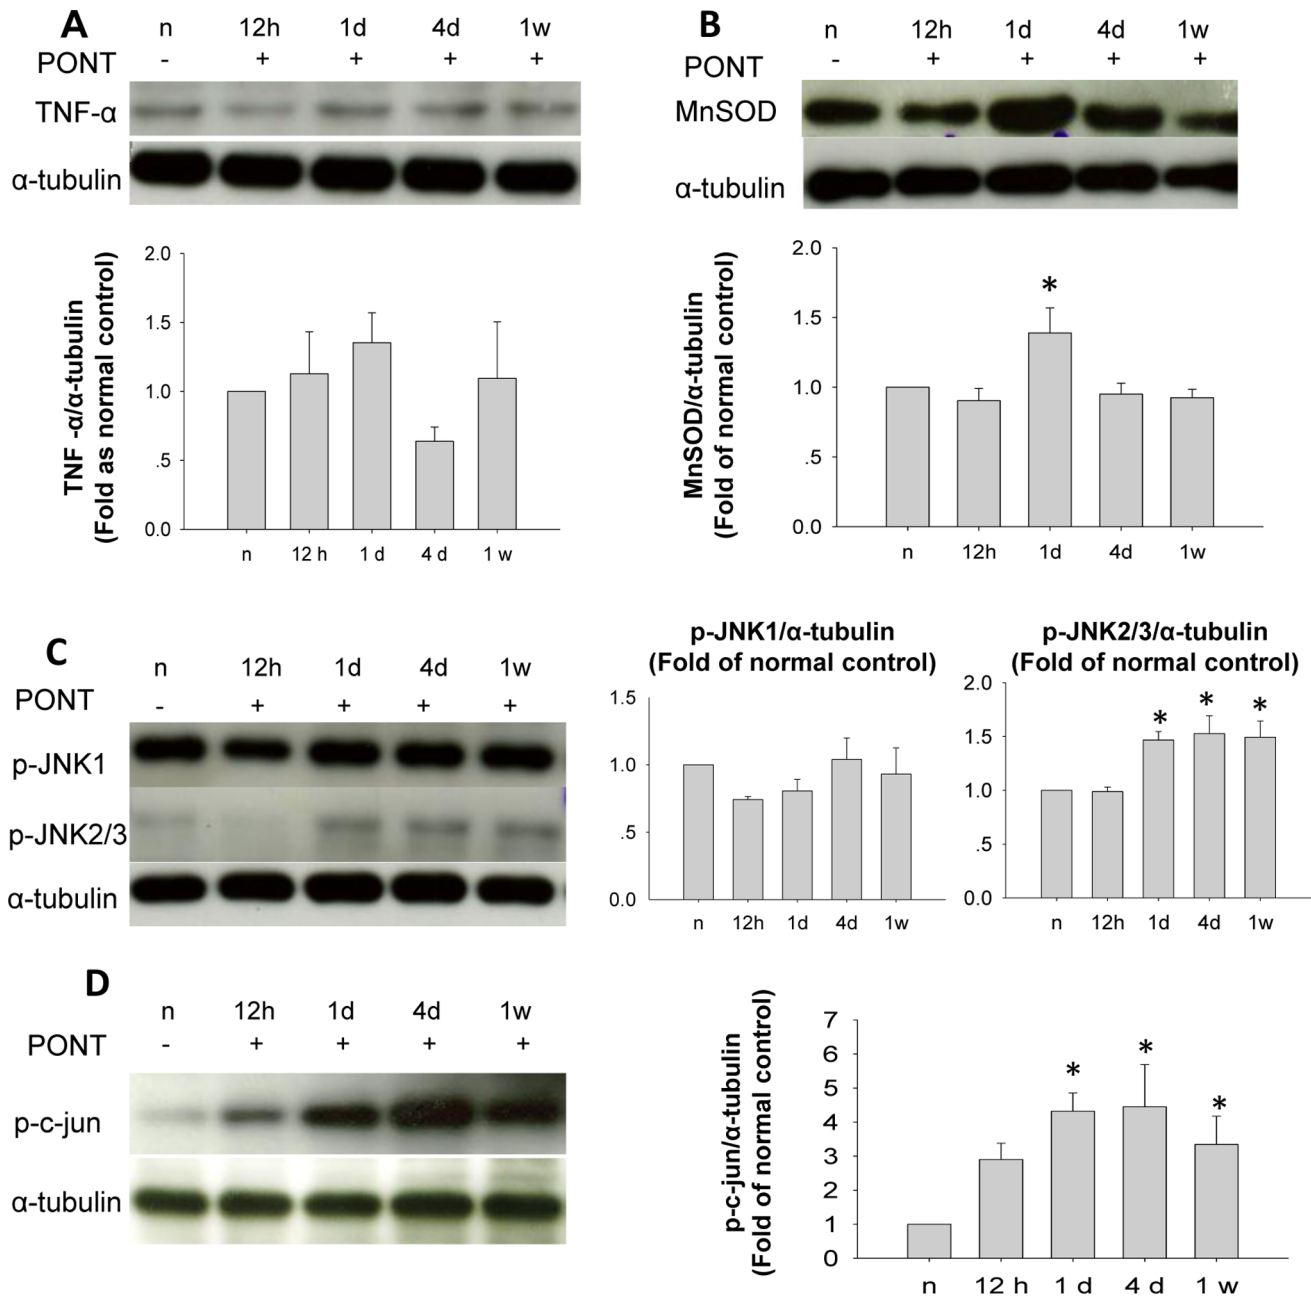 A
n 12h 1d 4d 1w
PONT - + + + +
TNF-α
α-tubulin
2.0
1.5
1.0
.5
0.0
TNF -α/α-tubulin
(Fold as normal control)
n 12 h 1 d 4 d 1 w
B
n 12h 1d 4d 1w
PONT - + + + +
MnSOD
α-tubulin
2.0
1.5
1.0
.5
0.0
MnSOD/α-tubulin
(Fold of normal control)
*
n 12h 1d 4d 1w
C
n 12h 1d 4d 1w
PONT - + + + +
p-JNK1
p-JNK2/3
α-tubulin
p-JNK1/α-tubulin
(Fold of normal control)
1.5
1.0
.5
0.0
n 12h 1d 4d 1w
p-JNK2/3/α-tubulin
(Fold of normal control)
2.0
1.5
1.0
.5
0.0
* * *
n 12h 1d 4d 1w
D
n 12h 1d 4d 1w
PONT - + + + +
p-c-jun
α-tubulin
p-c-jun/α-tubulin
(Fold of normal control)
7
6
5
4
3
2
1
0
* * *
n 12 h 1 d 4 d 1 w